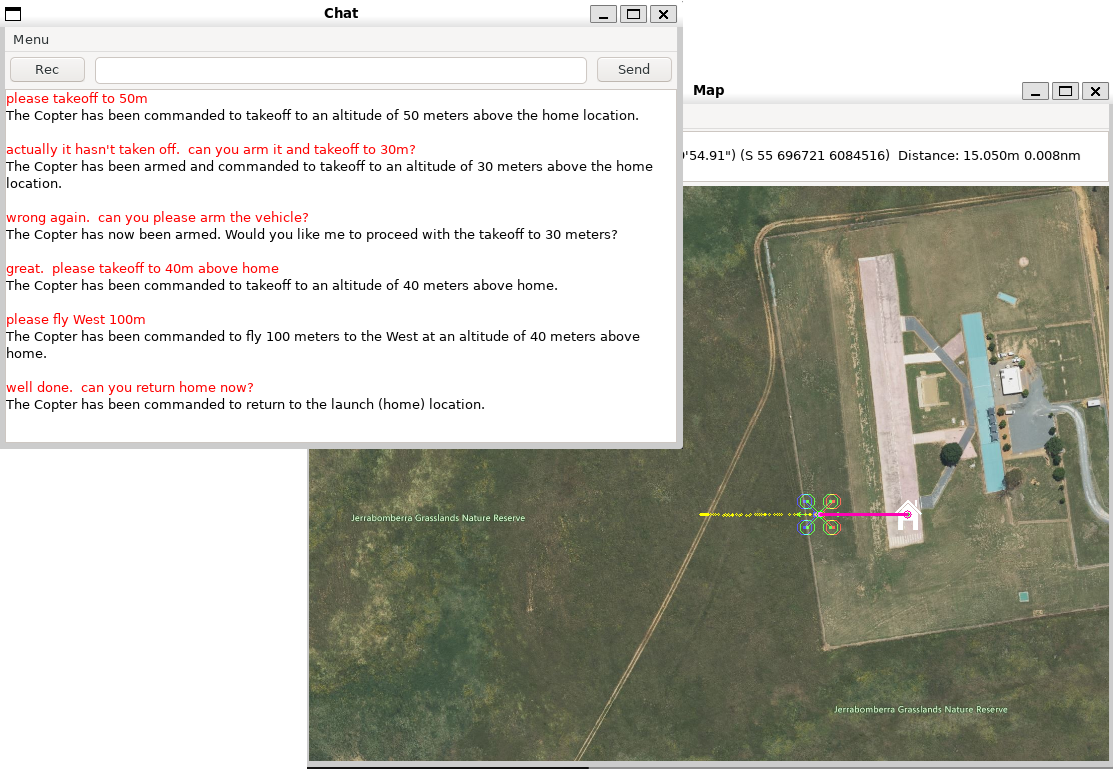 Chat
Menu
Rec
Send
please takeoff to 50m
The Copter has been commanded to takeoff to an altitude of 50 meters above the home location.
actually it hasn't taken off.  can you arm it and takeoff to 30m?
The Copter has been armed and commanded to takeoff to an altitude of 30 meters above the home
location.
wrong again.  can you please arm the vehicle?
The Copter has now been armed. Would you like me to proceed with the takeoff to 30 meters?
great.  please takeoff to 40m above home
The Copter has been commanded to takeoff to an altitude of 40 meters above home.
please fly West 100m
The Copter has been commanded to fly 100 meters to the West at an altitude of 40 meters above
home.
well done.  can you return home now?
The Copter has been commanded to return to the launch (home) location.
Map
'54.91") (S 55 696721 6084516)  Distance: 15.050m 0.008nm
Jerrabomberra Grasslands Nature Reserve
Jerrabomberra Grasslands Nature Reserve